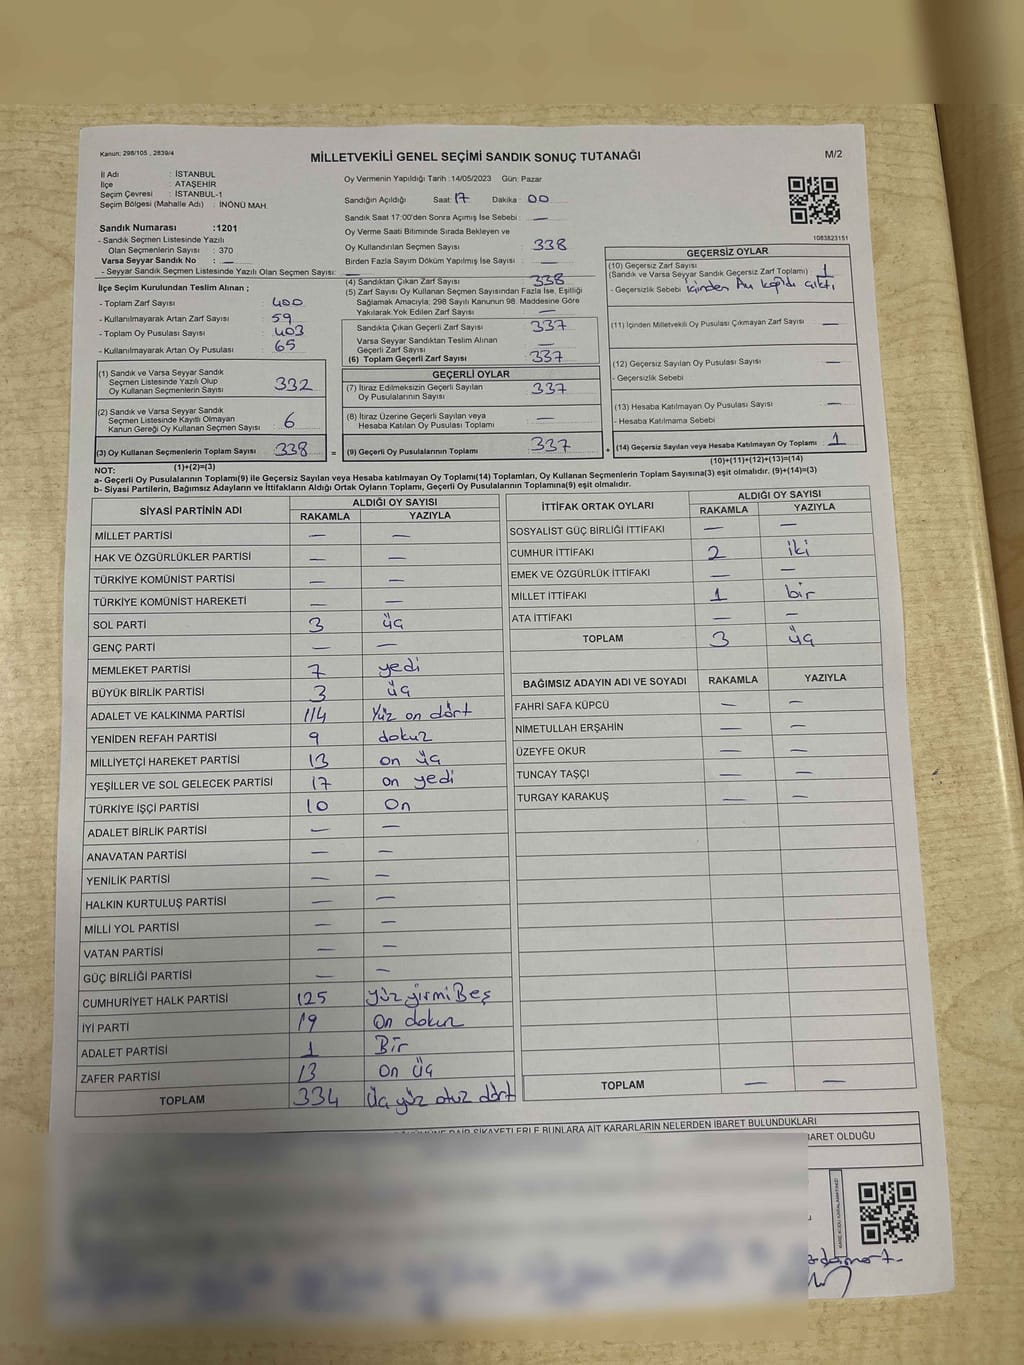 Kanun: 298/105 , 2839/4
MİLLETVEKİLİ GENEL SEÇİMİ SANDIK SONUÇ TUTANAĞI
M/2
İl Adı : İSTANBUL
İlçe : ATAŞEHİR
Seçim Çevresi : İSTANBUL-1
Seçim Bölgesi (Mahalle Adı) : İNÖNÜ MAH.
Sandık Numarası :1201
- Sandık Seçmen Listesinde Yazılı
Olan Seçmenlerin Sayısı : 370
Varsa Seyyar Sandık No : —
- Seyyar Sandık Seçmen Listesinde Yazılı Olan Seçmen Sayısı: —
İlçe Seçim Kurulundan Teslim Alınan ;
- Toplam Zarf Sayısı 400
- Kullanılmayarak Artan Zarf Sayısı 59
- Toplam Oy Pusulası Sayısı 403
- Kullanılmayarak Artan Oy Pusulası 65
(1) Sandık ve Varsa Seyyar Sandık
Seçmen Listesinde Yazılı Olup
Oy Kullanan Seçmenlerin Sayısı 332
(2) Sandık ve Varsa Seyyar Sandık
Seçmen Listesinde Kayıtlı Olmayan
Kanun Gereği Oy Kullanan Seçmen Sayısı 6
(3) Oy Kullanan Seçmenlerin Toplam Sayısı 338
(1)+(2)=(3)
Oy Vermenin Yapıldığı Tarih :14/05/2023 Gün: Pazar
Sandığın Açıldığı Saat: 17 Dakika : 00
Sandık Saat 17:00'den Sonra Açımış İse Sebebi : —
Oy Verme Saati Bitiminde Sırada Bekleyen ve
Oy Kullandırılan Seçmen Sayısı 338
Birden Fazla Sayım Döküm Yapılmış İse Sayısı —
(4) Sandıktan Çıkan Zarf Sayısı 338
(5) Zarf Sayısı Oy Kullanan Seçmen Sayısından Fazla İse, Eşitliği
Sağlamak Amacıyla; 298 Sayılı Kanunun 98. Maddesine Göre
Yakılarak Yok Edilen Zarf Sayısı —
Sandıkta Çıkan Geçerli Zarf Sayısı 337
Varsa Seyyar Sandıktan Teslim Alınan
Geçerli Zarf Sayısı —
(6) Toplam Geçerli Zarf Sayısı 337
GEÇERLİ OYLAR
(7) İtiraz Edilmeksizin Geçerli Sayılan
Oy Pusulalarının Sayısı 337
(8) İtiraz Üzerine Geçerli Sayılan veya
Hesaba Katılan Oy Pusulası Toplamı —
= (9) Geçerli Oy Pusulalarının Toplamı 337
1083823151
GEÇERSİZ OYLAR
(10) Geçersiz Zarf Sayısı
(Sandık ve Varsa Seyyar Sandık Geçersiz Zarf Toplamı) 1
- Geçersizlik Sebebi içinden çıktı
(11) İçinden Milletvekili Oy Pusulası Çıkmayan Zarf Sayısı —
(12) Geçersiz Sayılan Oy Pusulası Sayısı —
- Geçersizlik Sebebi
(13) Hesaba Katılmayan Oy Pusulası Sayısı —
- Hesaba Katılmama Sebebi
+ (14) Geçersiz Sayılan veya Hesaba Katılmayan Oy Toplamı 1
(10)+(11)+(12)+(13)=(14)
NOT:
a- Geçerli Oy Pusulalarının Toplamı(9) ile Geçersiz Sayılan veya Hesaba katılmayan Oy Toplamı(14) Toplamları, Oy Kullanan Seçmenlerin Toplam Sayısına(3) eşit olmalıdır. (9)+(14)=(3)
b- Siyasi Partilerin, Bağımsız Adayların ve İttifakların Aldığı Ortak Oyların Toplamı, Geçerli Oy Pusulalarının Toplamına(9) eşit olmalıdır.
SİYASİ PARTİNİN ADI
ALDIĞI OY SAYISI
RAKAMLA YAZIYLA
MİLLET PARTİSİ — —
HAK VE ÖZGÜRLÜKLER PARTİSİ — —
TÜRKİYE KOMÜNİST PARTİSİ — —
TÜRKİYE KOMÜNİST HAREKETİ — —
SOL PARTİ 3 üç
GENÇ PARTİ — —
MEMLEKET PARTİSİ 7 yedi
BÜYÜK BİRLİK PARTİSİ 3 üç
ADALET VE KALKINMA PARTİSİ 114 Yüz on dört
YENİDEN REFAH PARTİSİ 9 dokuz
MİLLİYETÇİ HAREKET PARTİSİ 13 on üç
YEŞİLLER VE SOL GELECEK PARTİSİ 17 on yedi
TÜRKİYE İŞÇİ PARTİSİ 10 On
ADALET BİRLİK PARTİSİ — —
ANAVATAN PARTİSİ — —
YENİLİK PARTİSİ — —
HALKIN KURTULUŞ PARTİSİ — —
MİLLİ YOL PARTİSİ — —
VATAN PARTİSİ — —
GÜÇ BİRLİĞİ PARTİSİ — —
CUMHURİYET HALK PARTİSİ 125 yüz yirmi Beş
İYİ PARTİ 19 On dokuz
ADALET PARTİSİ 1 Bir
ZAFER PARTİSİ 13 On üç
TOPLAM 334 üç yüz otuz dört
İTTİFAK ORTAK OYLARI
ALDIĞI OY SAYISI
RAKAMLA YAZIYLA
SOSYALİST GÜÇ BİRLİĞİ İTTİFAKI — —
CUMHUR İTTİFAKI 2 iki
EMEK VE ÖZGÜRLÜK İTTİFAKI — —
MİLLET İTTİFAKI 1 bir
ATA İTTİFAKI — —
TOPLAM 3 üç
BAĞIMSIZ ADAYIN ADI VE SOYADI RAKAMLA YAZIYLA
FAHRİ SAFA KÜPCÜ — —
NİMETULLAH ERŞAHİN — —
ÜZEYFE OKUR — —
TUNCAY TAŞÇI — —
TURGAY KARAKUŞ — —
TOPLAM — —
DAİR ŞİKAYETLERLE BUNLARA AİT KARARLARIN NELERDEN İBARET BULUNDUKLARI
İBARET OLDUĞU